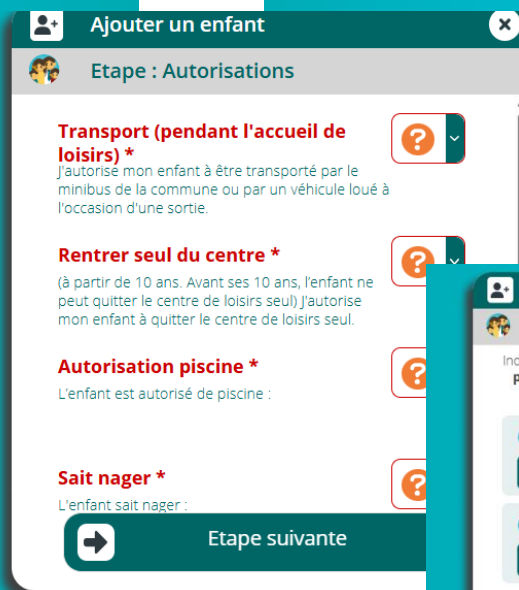 Ajouter un enfant
Etape : Autorisations
Transport (pendant l'accueil de
loisirs) *
J'autorise mon enfant à être transporté par le
minibus de la commune ou par un véhicule loué à
l'occasion d'une sortie.
Rentrer seul du centre *
(à partir de 10 ans. Avant ses 10 ans, l'enfant ne
peut quitter le centre de loisirs seul) J'autorise
mon enfant à quitter le centre de loisirs seul.
Autorisation piscine *
L'enfant est autorisé de piscine :
Sait nager *
L'enfant sait nager :
Etape suivante